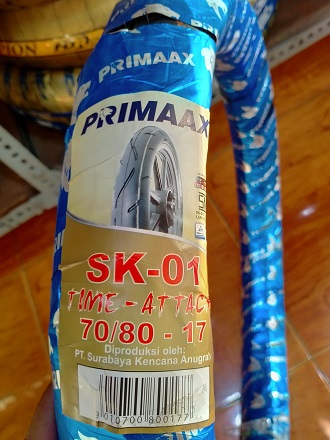 PRIMAAX
PRIMAAX
SK-01
TIME - ATTACK
70/80 - 17
Diproduksi oleh:
PT. Surabaya Kencana Anugrah